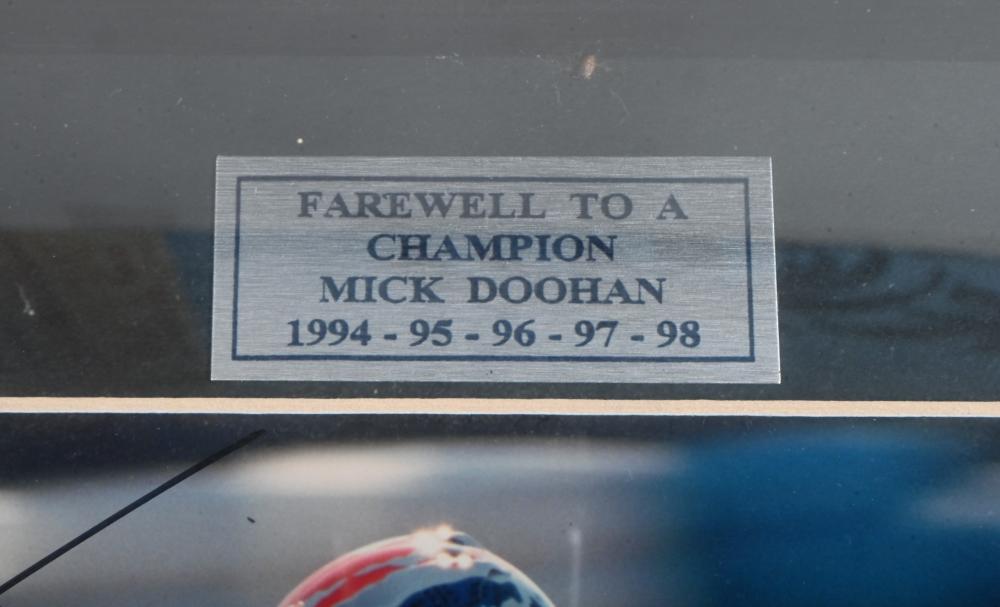 FAREWELL TO A
CHAMPION
MICK DOOHAN
1994 - 95 - 96 - 97 - 98